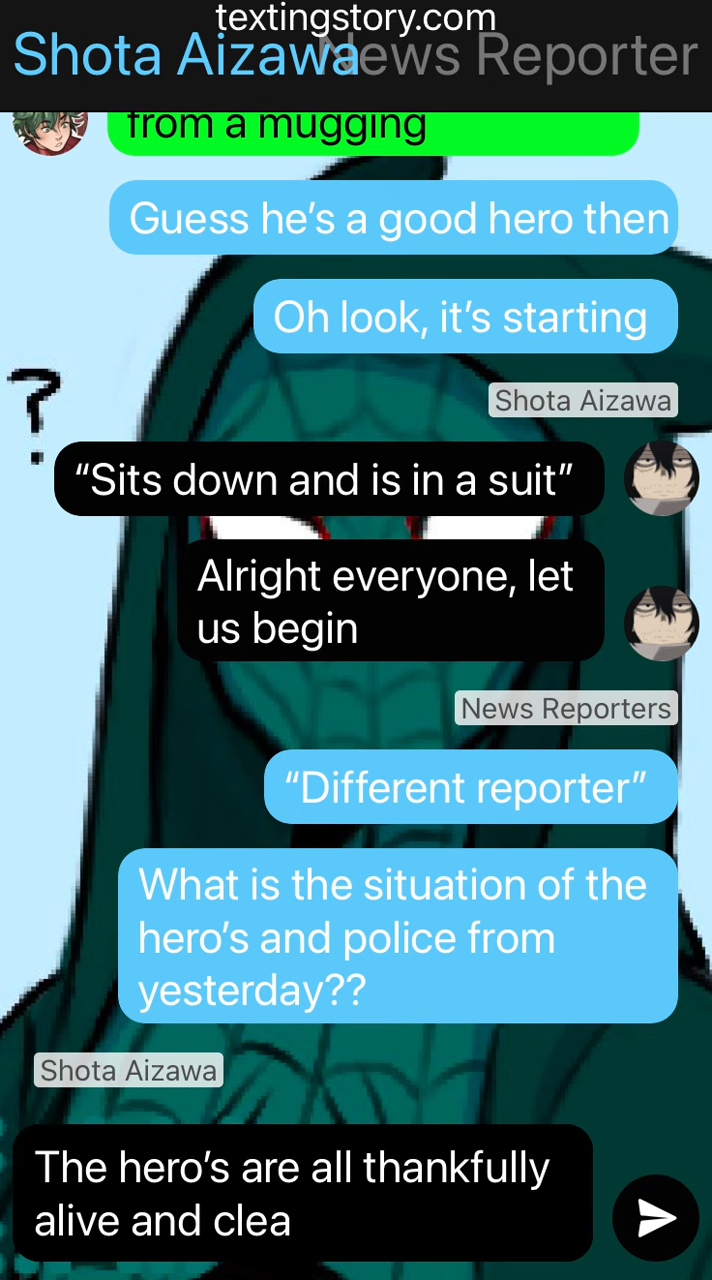 textingstory.com
Shota Aizawa News Reporter
from a mugging
Guess he’s a good hero then
Oh look, it’s starting
Shota Aizawa
“Sits down and is in a suit”
?
Alright everyone, let
us begin
News Reporters
“Different reporter”
What is the situation of the
hero’s and police from
yesterday??
Shota Aizawa
The hero’s are all thankfully
alive and clea